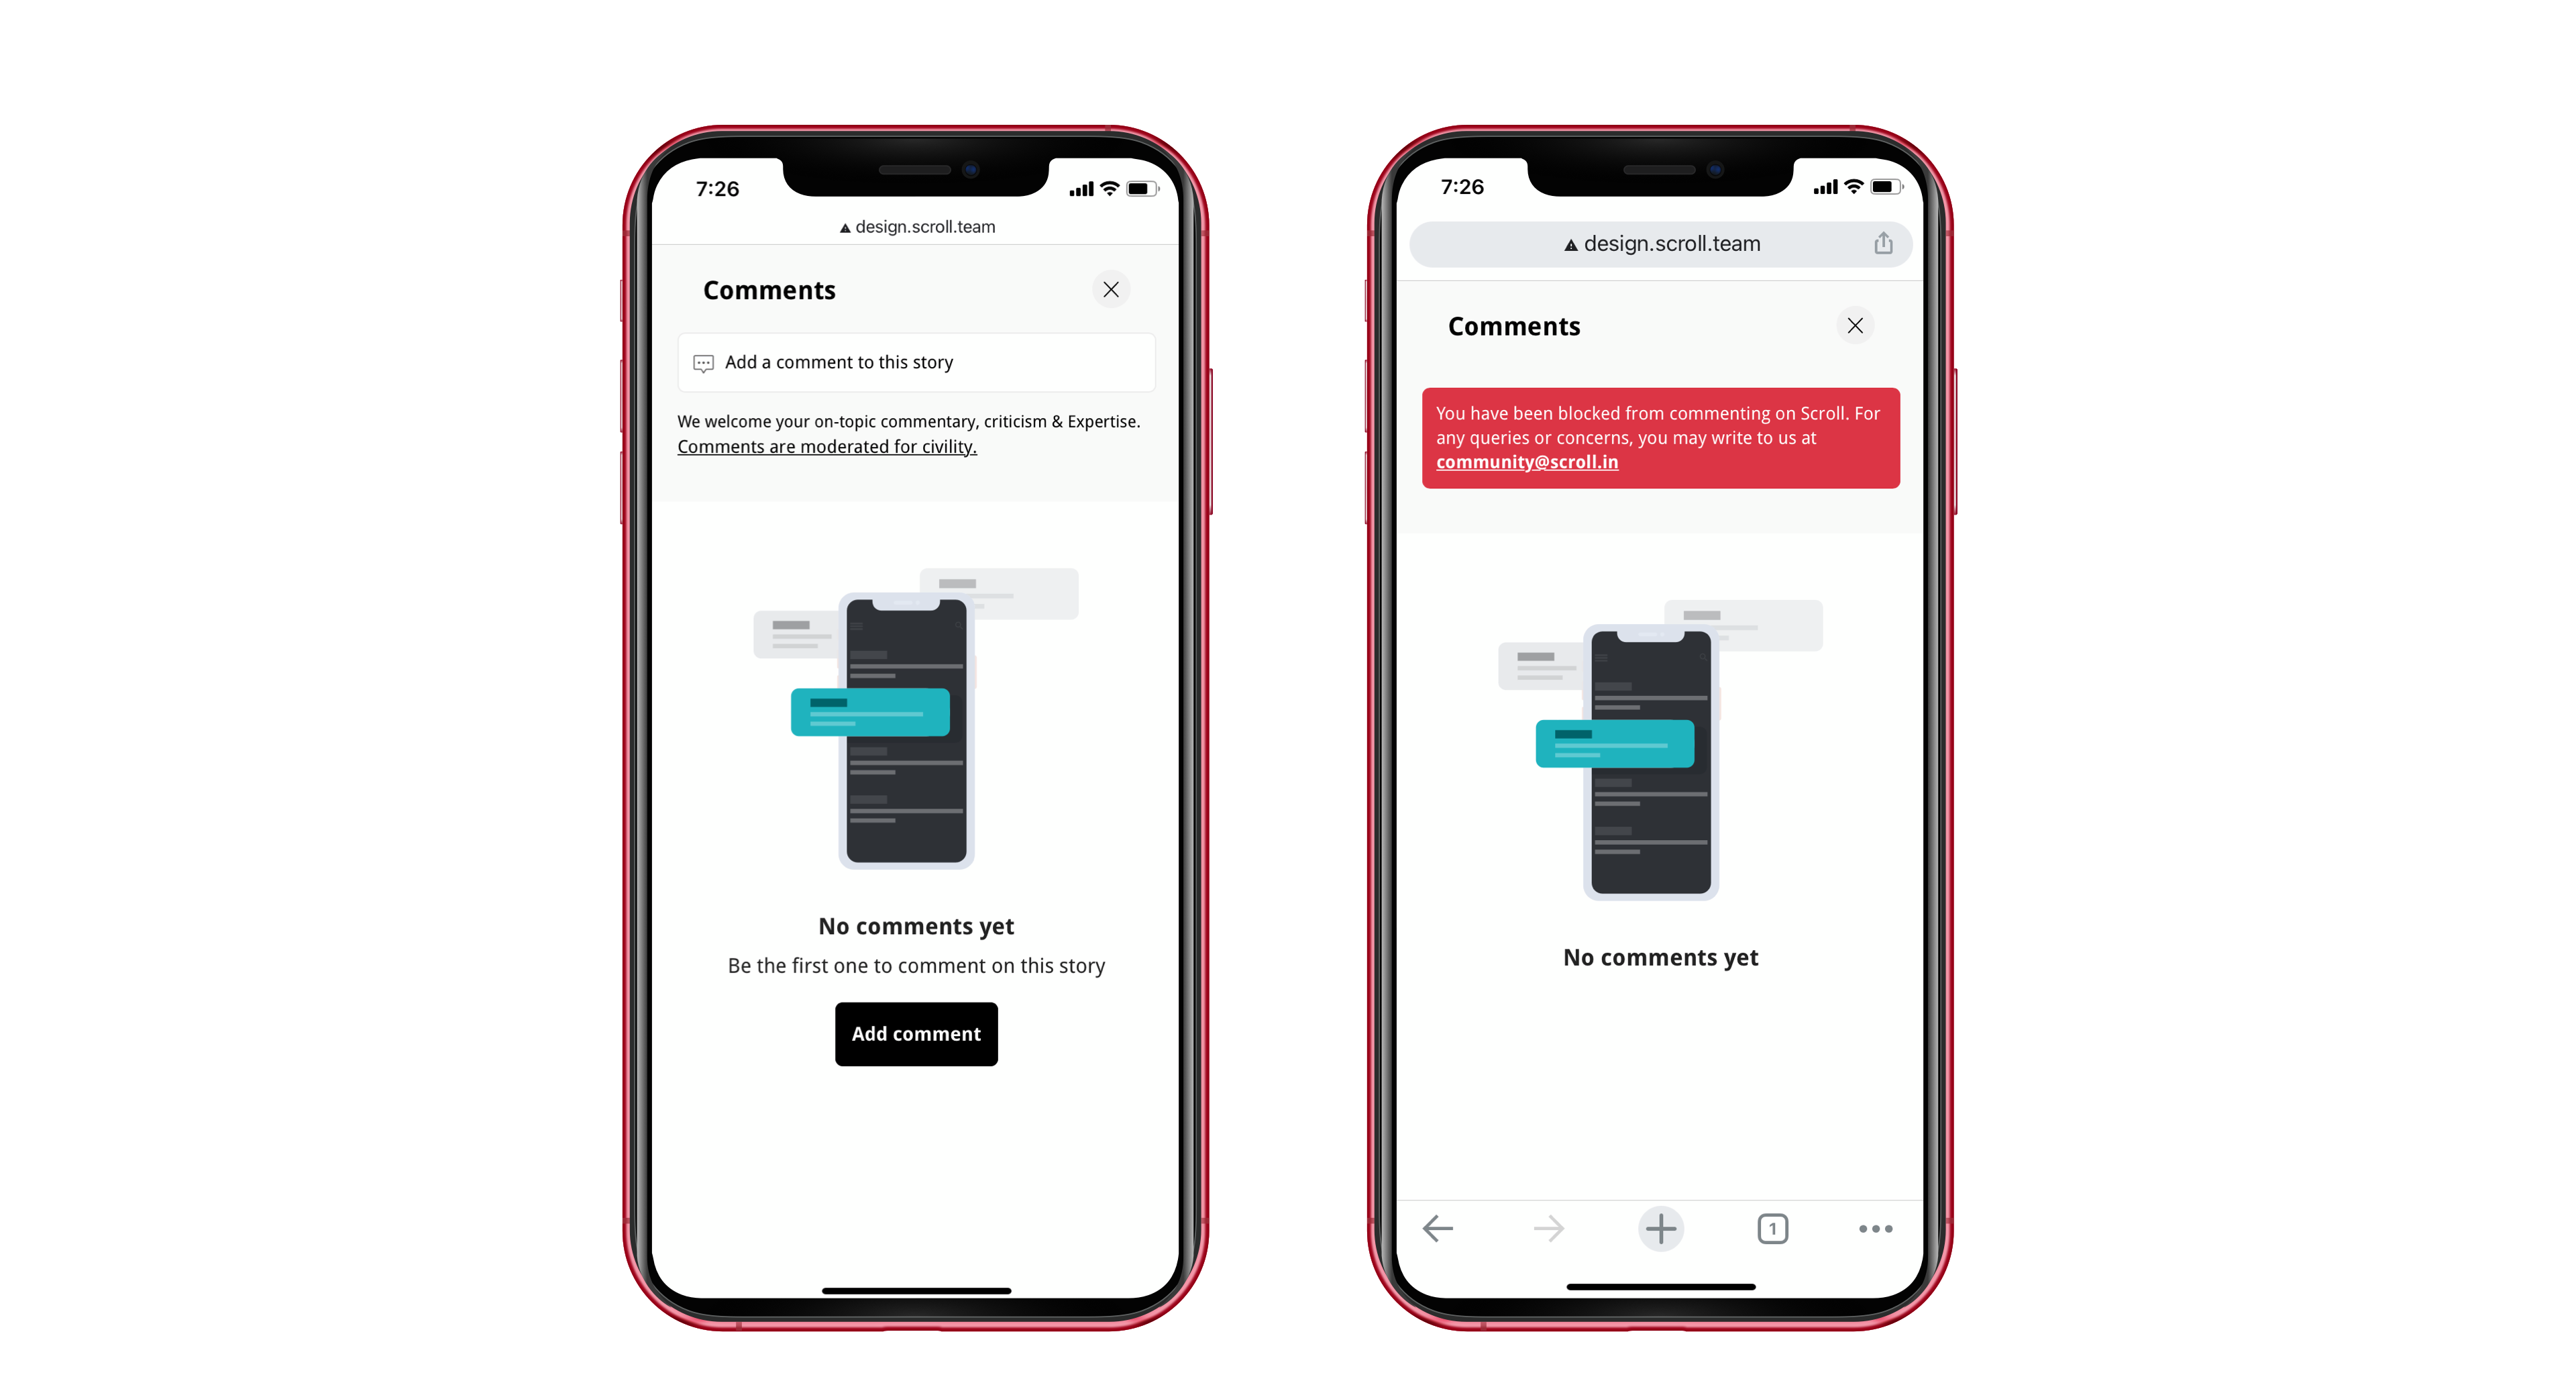 7:26
design.scroll.team
Comments
Add a comment to this story
We welcome your on-topic commentary, criticism & Expertise.
Comments are moderated for civility.
No comments yet
Be the first one to comment on this story
Add comment
7:26
design.scroll.team
Comments
You have been blocked from commenting on Scroll. For
any queries or concerns, you may write to us at
community@scroll.in
No comments yet
1